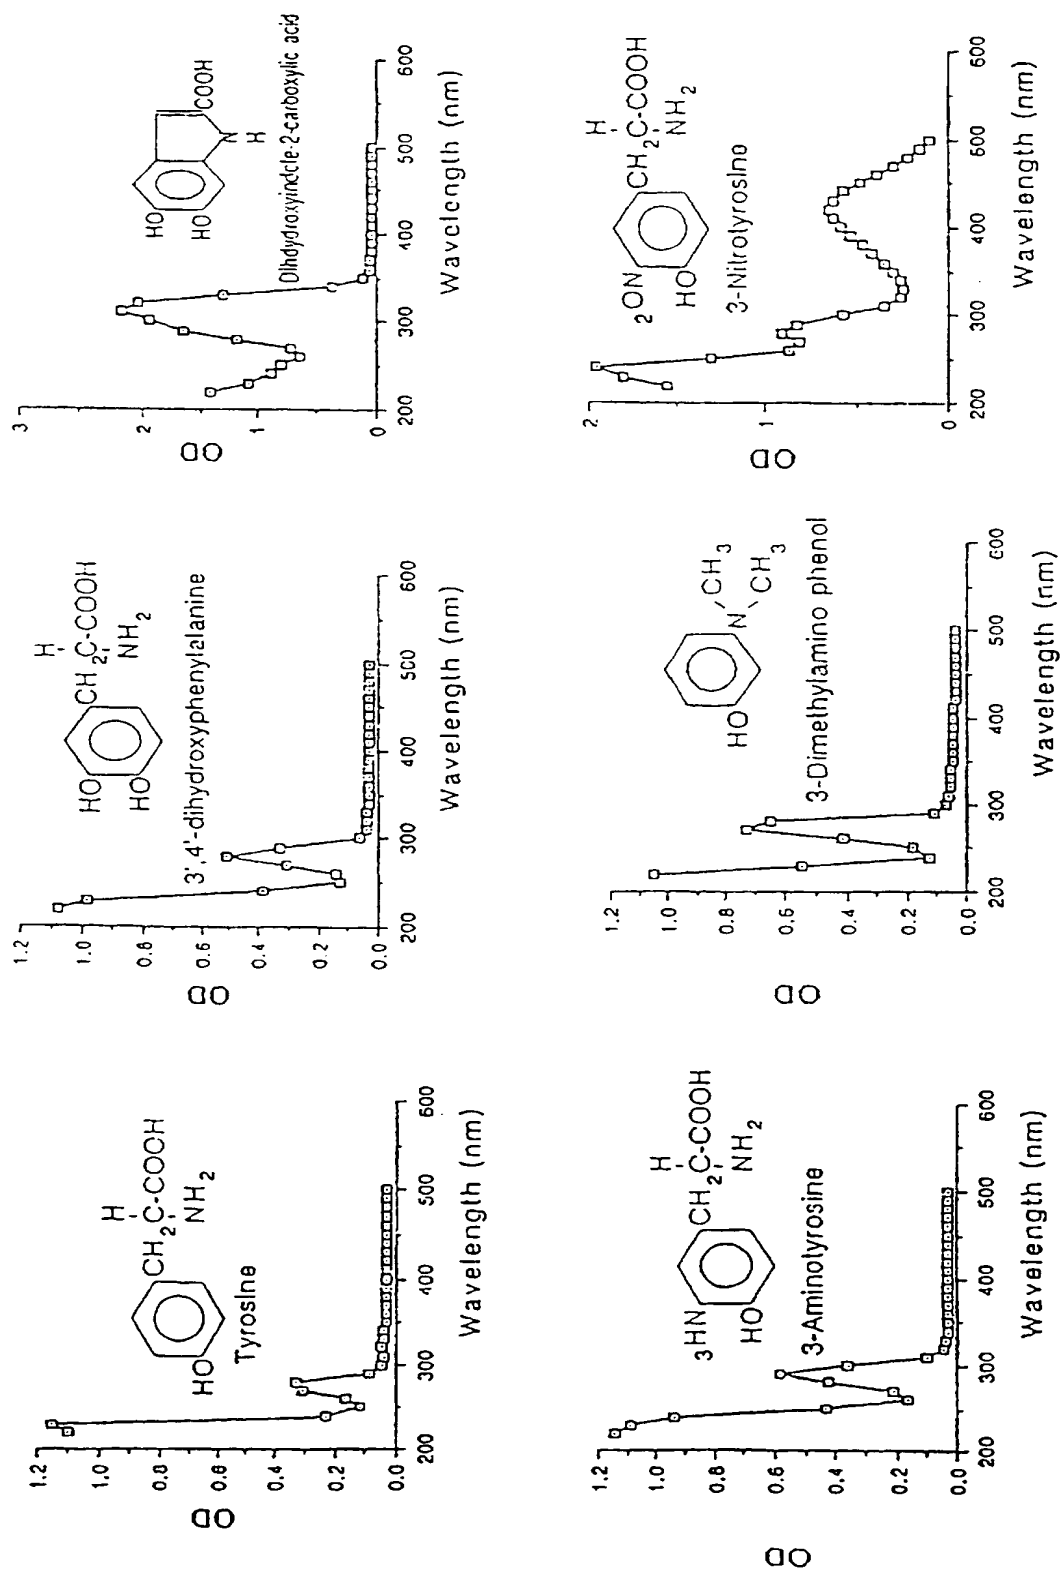 1.2
1.0
0.8
0.6
0.4
0.2
0.0
OD
200
300
400
500
600
Wavelength (nm)
HO
CH2C-COOH
H
NH2
Tyrosine
1.2
1.0
0.8
0.6
0.4
0.2
0.0
OD
200
300
400
500
600
Wavelength (nm)
HO
HO
CH2C-COOH
H
NH2
3',4'-dihydroxyphenylalanine
3
2
1
0
OD
200
300
400
500
600
Wavelength (nm)
HO
HO
N
H
COOH
Dihdyroxyindole-2-carboxylic acid
1.2
1.0
0.8
0.6
0.4
0.2
0.0
OD
200
300
400
500
600
Wavelength (nm)
3HN
HO
CH2C-COOH
H
NH2
3-Aminotyrosine
1.2
1.0
0.8
0.6
0.4
0.2
0.0
OD
200
300
400
500
600
Wavelength (nm)
HO
N
CH3
CH3
3-Dimethylamino phenol
2
1
0
OD
200
300
400
500
600
Wavelength (nm)
2ON
HO
CH2C-COOH
H
NH2
3-Nitrotyrosine